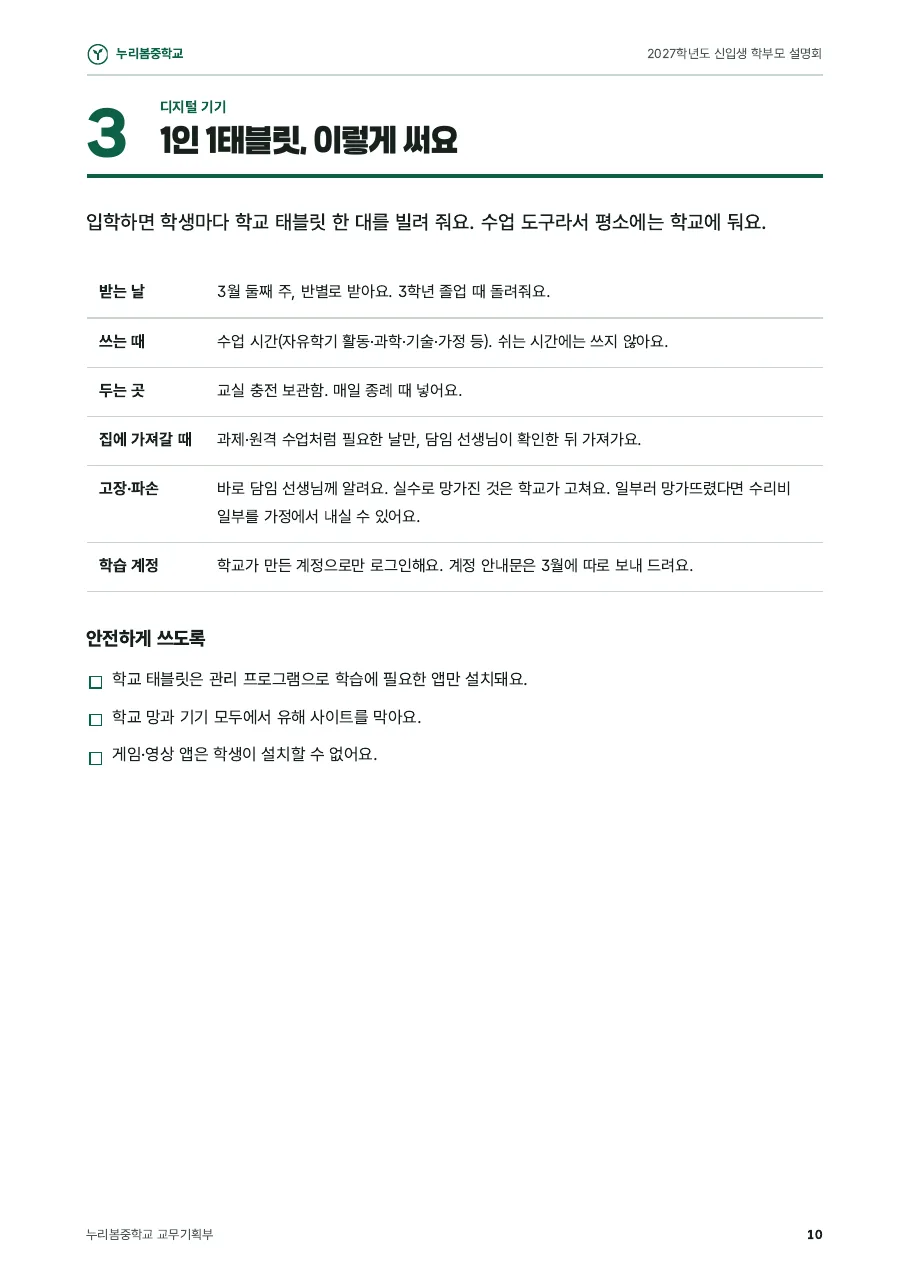 누리봄중학교
2027학년도 신입생 학부모 설명회
3
디지털 기기
1인 1태블릿, 이렇게 써요
입학하면 학생마다 학교 태블릿 한 대를 빌려 줘요. 수업 도구라서 평소에는 학교에 둬요.
받는 날 3월 둘째 주, 반별로 받아요. 3학년 졸업 때 돌려줘요.
쓰는 때 수업 시간(자유학기 활동·과학·기술·가정 등). 쉬는 시간에는 쓰지 않아요.
두는 곳 교실 충전 보관함. 매일 종례 때 넣어요.
집에 가져갈 때 과제·원격 수업처럼 필요한 날만, 담임 선생님이 확인한 뒤 가져가요.
고장·파손 바로 담임 선생님께 알려요. 실수로 망가진 것은 학교가 고쳐요. 일부러 망가뜨렸다면 수리비
일부를 가정에서 내실 수 있어요.
학습 계정 학교가 만든 계정으로만 로그인해요. 계정 안내문은 3월에 따로 보내 드려요.
안전하게 쓰도록
학교 태블릿은 관리 프로그램으로 학습에 필요한 앱만 설치돼요.
학교 망과 기기 모두에서 유해 사이트를 막아요.
게임·영상 앱은 학생이 설치할 수 없어요.
누리봄중학교 교무기획부
10